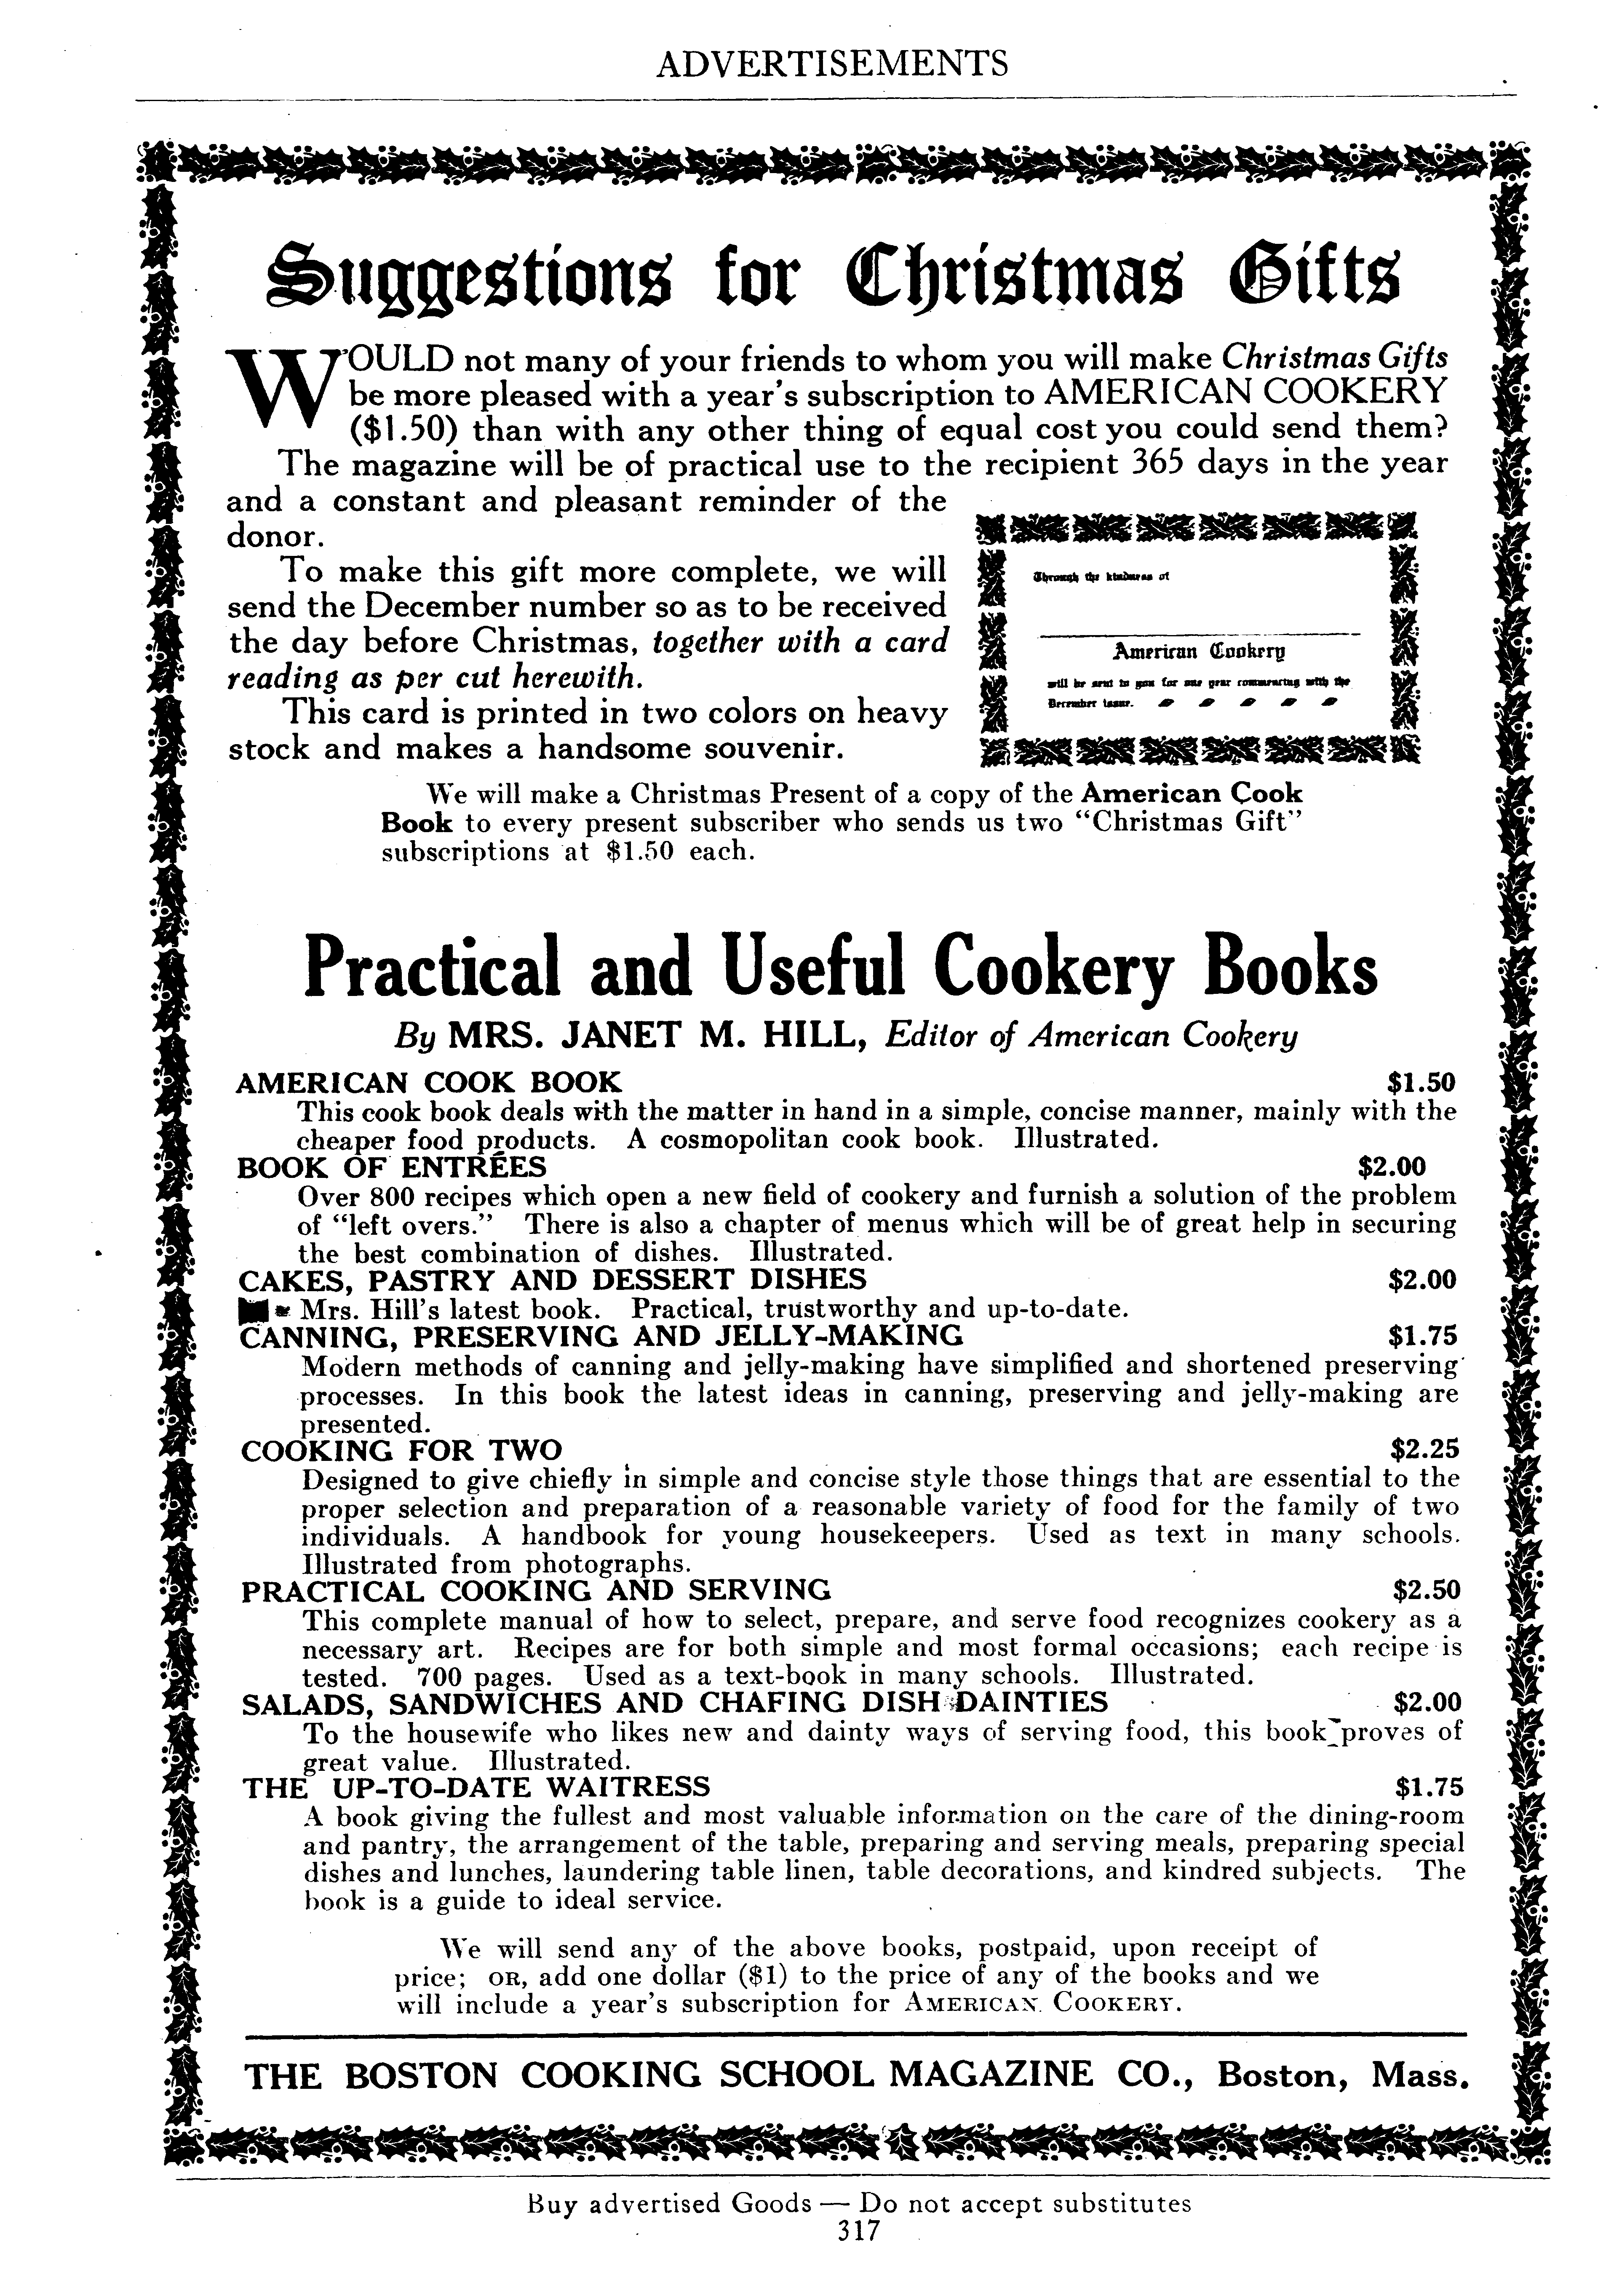 ADVERTISEMENTS
Suggestions for Christmas Gifts
WOULD not many of your friends to whom you will make Christmas Gifts
be more pleased with a year's subscription to AMERICAN COOKERY
($1.50) than with any other thing of equal cost you could send them?
The magazine will be of practical use to the recipient 365 days in the year
and a constant and pleasant reminder of the
donor.
To make this gift more complete, we will
send the December number so as to be received
the day before Christmas, together with a card
reading as per cut herewith.
This card is printed in two colors on heavy
stock and makes a handsome souvenir.
Through the kindness of
American Cookery
will be sent to you for one year commencing with the
December issue.
We will make a Christmas Present of a copy of the American Cook
Book to every present subscriber who sends us two "Christmas Gift"
subscriptions at $1.50 each.
Practical and Useful Cookery Books
By MRS. JANET M. HILL, Editor of American Cookery
AMERICAN COOK BOOK $1.50
This cook book deals with the matter in hand in a simple, concise manner, mainly with the
cheaper food products. A cosmopolitan cook book. Illustrated.
BOOK OF ENTRÉES $2.00
Over 800 recipes which open a new field of cookery and furnish a solution of the problem
of "left overs." There is also a chapter of menus which will be of great help in securing
the best combination of dishes. Illustrated.
CAKES, PASTRY AND DESSERT DISHES $2.00
Mrs. Hill's latest book. Practical, trustworthy and up-to-date.
CANNING, PRESERVING AND JELLY-MAKING $1.75
Modern methods of canning and jelly-making have simplified and shortened preserving
processes. In this book the latest ideas in canning, preserving and jelly-making are
presented.
COOKING FOR TWO $2.25
Designed to give chiefly in simple and concise style those things that are essential to the
proper selection and preparation of a reasonable variety of food for the family of two
individuals. A handbook for young housekeepers. Used as text in many schools.
Illustrated from photographs.
PRACTICAL COOKING AND SERVING $2.50
This complete manual of how to select, prepare, and serve food recognizes cookery as a
necessary art. Recipes are for both simple and most formal occasions; each recipe is
tested. 700 pages. Used as a text-book in many schools. Illustrated.
SALADS, SANDWICHES AND CHAFING DISH DAINTIES $2.00
To the housewife who likes new and dainty ways of serving food, this book proves of
great value. Illustrated.
THE UP-TO-DATE WAITRESS $1.75
A book giving the fullest and most valuable information on the care of the dining-room
and pantry, the arrangement of the table, preparing and serving meals, preparing special
dishes and lunches, laundering table linen, table decorations, and kindred subjects. The
book is a guide to ideal service.
We will send any of the above books, postpaid, upon receipt of
price; OR, add one dollar ($1) to the price of any of the books and we
will include a year's subscription for AMERICAN COOKERY.
THE BOSTON COOKING SCHOOL MAGAZINE CO., Boston, Mass.
Buy advertised Goods — Do not accept substitutes
317